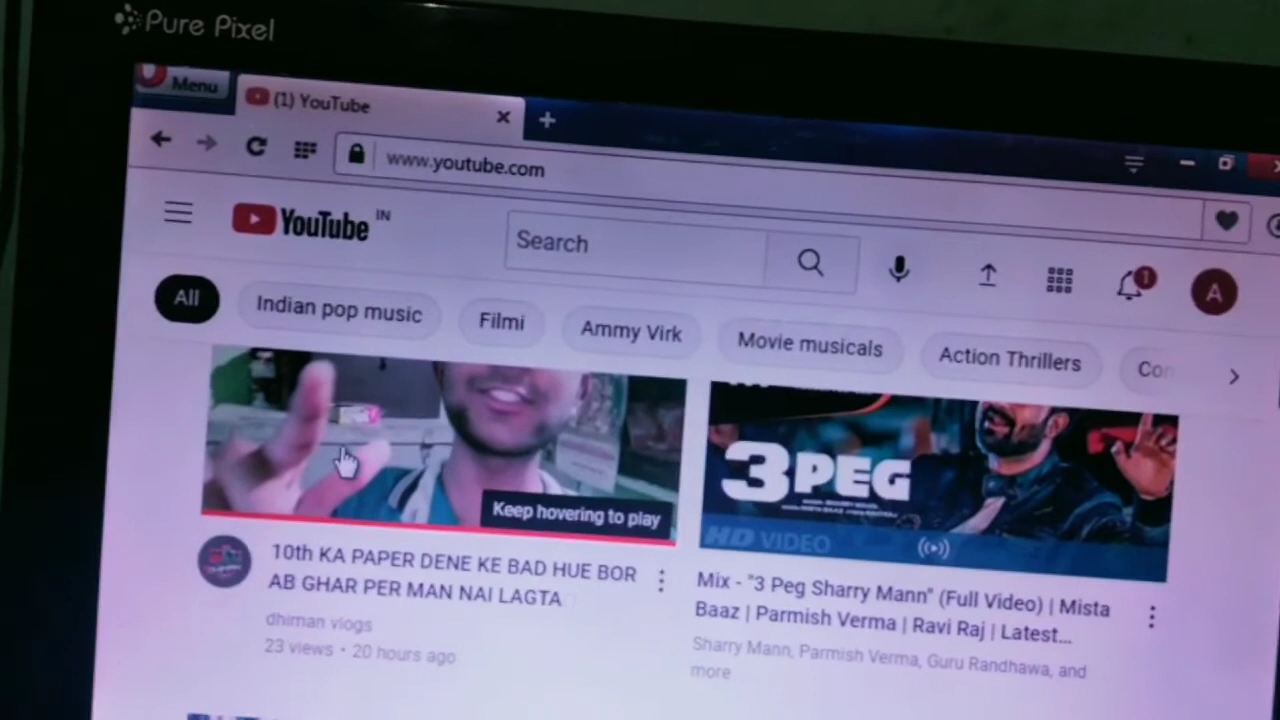 Pure Pixel
Menu
(1) YouTube
www.youtube.com
YouTube IN
Search
1
A
All
Indian pop music
Filmi
Ammy Virk
Movie musicals
Action Thrillers
Con
3 PEG
HD VIDEO
Keep hovering to play
10th KA PAPER DENE KE BAD HUE BOR
AB GHAR PER MAN NAI LAGTA
dhiman vlogs
23 views • 20 hours ago
Mix - "3 Peg Sharry Mann" (Full Video) | Mista
Baaz | Parmish Verma | Ravi Raj | Latest...
Sharry Mann, Parmish Verma, Guru Randhawa, and
more